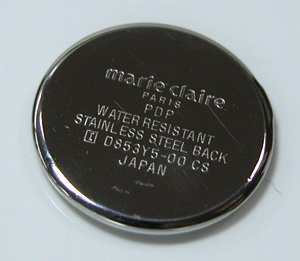 marie claire
PARIS
PDP
WATER RESISTANT
STAINLESS STEEL BACK
D853Y5-00 CS
JAPAN